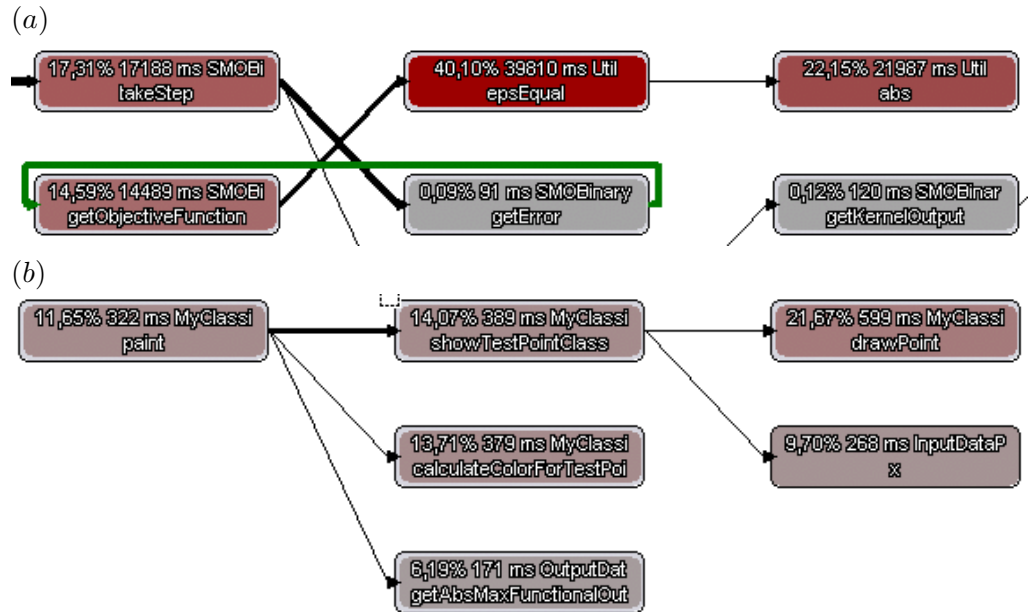 (a)
17,31% 17188 ms SMOBi
takeStep
40,10% 39810 ms Util
epsEqual
22,15% 21987 ms Util
abs
14,59% 14489 ms SMOBi
getObjectiveFunction
0,09% 91 ms SMOBinary
getError
0,12% 120 ms SMOBinar
getKernelOutput
(b)
11,65% 322 ms MyClassi
paint
14,07% 389 ms MyClassi
showTestPointClass
21,67% 599 ms MyClassi
drawPoint
13,71% 379 ms MyClassi
calculateColorForTestPoi
9,70% 268 ms InputDataP
x
6,19% 171 ms OutputDat
getAbsMaxFunctionalOut